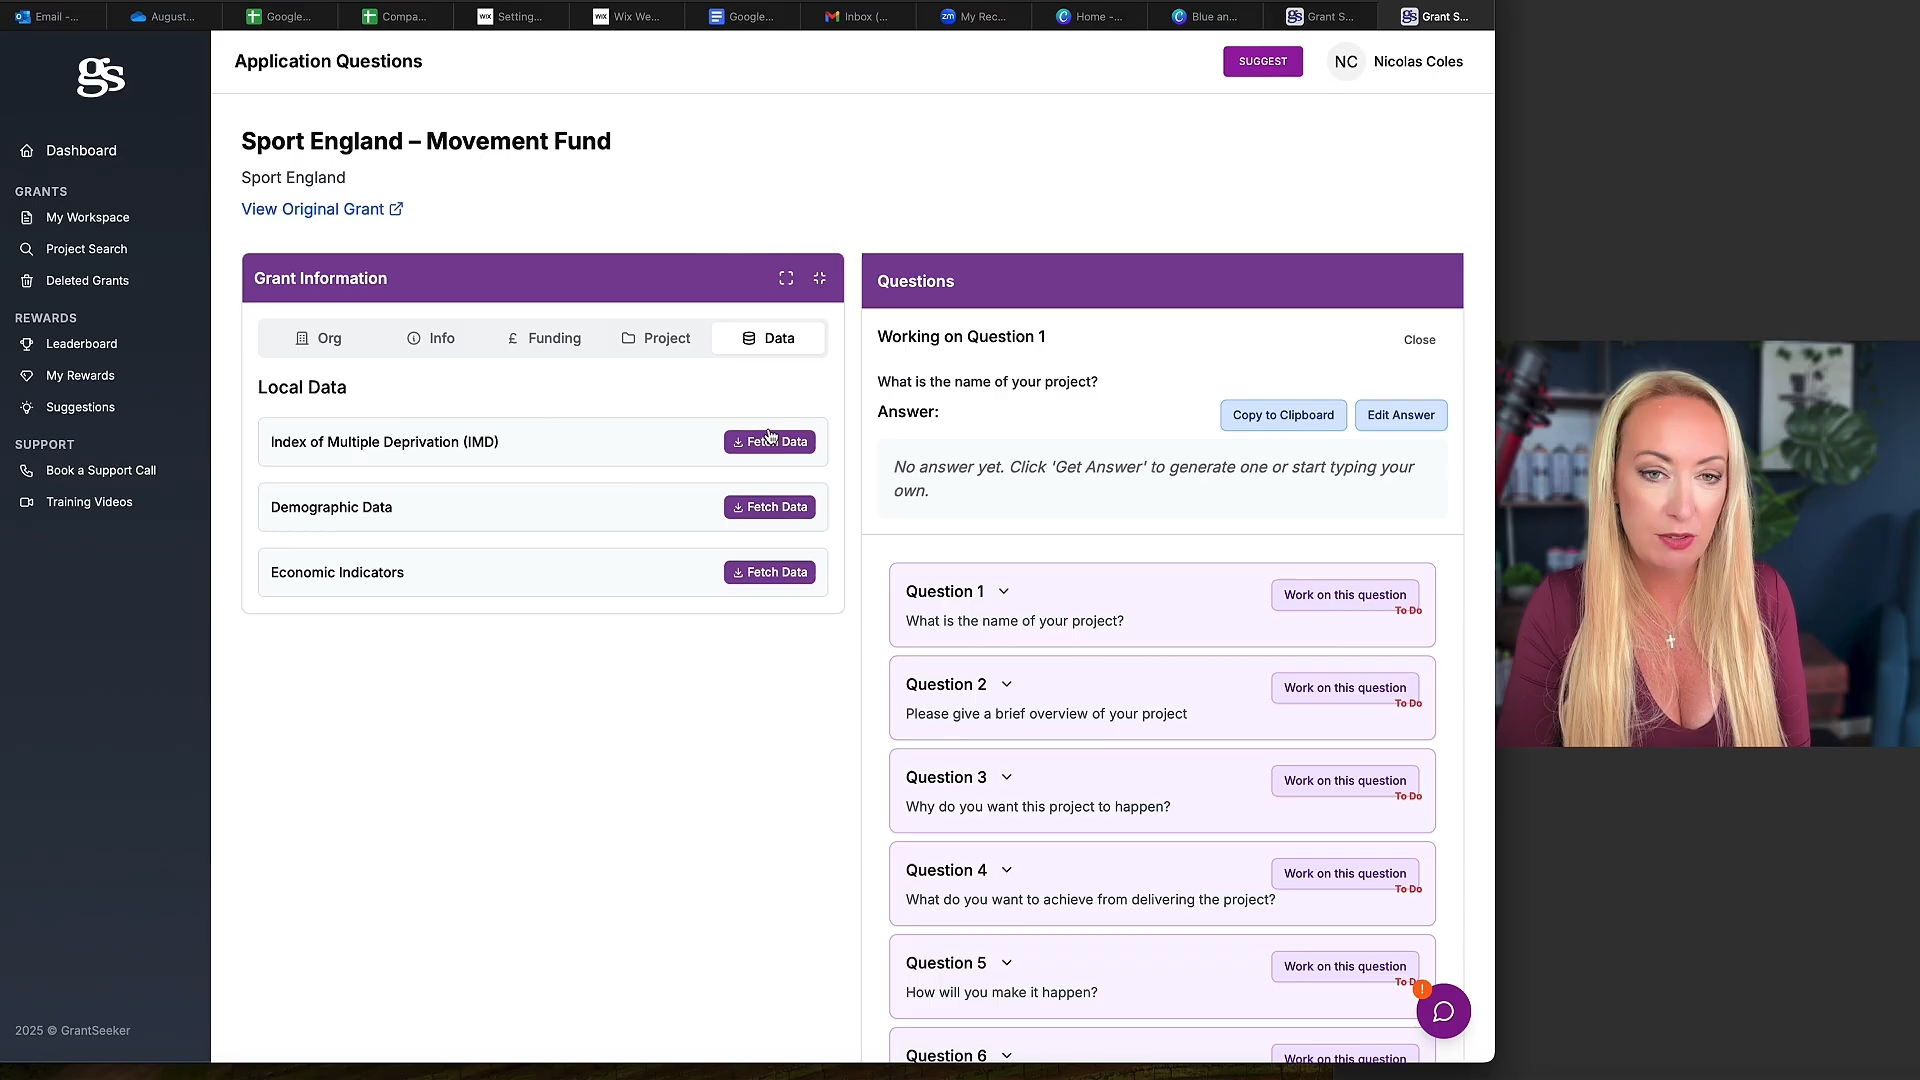 Email -...
August...
Google...
Compa...
Setting...
Wix We...
Google...
Inbox (...
My Rec...
Home -...
Blue an...
Grant S...
Grant S...
gs
Application Questions
SUGGEST
NC
Nicolas Coles
Dashboard
GRANTS
My Workspace
Project Search
Deleted Grants
REWARDS
Leaderboard
My Rewards
Suggestions
SUPPORT
Book a Support Call
Training Videos
2025 © GrantSeeker
Sport England – Movement Fund
Sport England
View Original Grant
Grant Information
Org
Info
£ Funding
Project
Data
Local Data
Index of Multiple Deprivation (IMD)
Fetch Data
Demographic Data
Fetch Data
Economic Indicators
Fetch Data
Questions
Working on Question 1
Close
What is the name of your project?
Answer:
Copy to Clipboard
Edit Answer
No answer yet. Click 'Get Answer' to generate one or start typing your
own.
Question 1
Work on this question
To Do
What is the name of your project?
Question 2
Work on this question
To Do
Please give a brief overview of your project
Question 3
Work on this question
To Do
Why do you want this project to happen?
Question 4
Work on this question
To Do
What do you want to achieve from delivering the project?
Question 5
Work on this question
To D
How will you make it happen?
Question 6
Work on this question